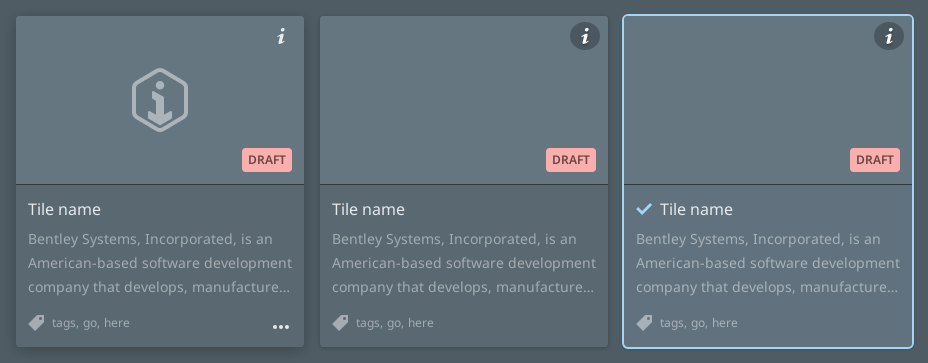 DRAFT
Tile name
Bentley Systems, Incorporated, is an
American-based software development
company that develops, manufacture...
tags, go, here
DRAFT
Tile name
Bentley Systems, Incorporated, is an
American-based software development
company that develops, manufacture...
tags, go, here
DRAFT
Tile name
Bentley Systems, Incorporated, is an
American-based software development
company that develops, manufacture...
tags, go, here